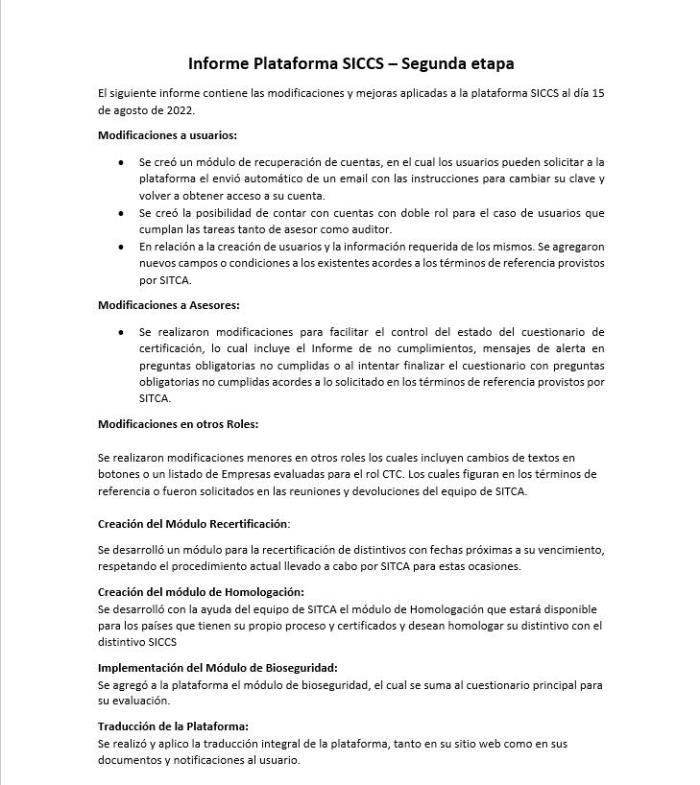 Informe Plataforma SICCS – Segunda etapa
El siguiente informe contiene las modificaciones y mejoras aplicadas a la plataforma SICCS al día 15
de agosto de 2022.
Modificaciones a usuarios:
• Se creó un módulo de recuperación de cuentas, en el cual los usuarios pueden solicitar a la
plataforma el envió automático de un email con las instrucciones para cambiar su clave y
volver a obtener acceso a su cuenta.
• Se creó la posibilidad de contar con cuentas con doble rol para el caso de usuarios que
cumplan las tareas tanto de asesor como auditor.
• En relación a la creación de usuarios y la información requerida de los mismos. Se agregaron
nuevos campos o condiciones a los existentes acordes a los términos de referencia provistos
por SITCA.
Modificaciones a Asesores:
• Se realizaron modificaciones para facilitar el control del estado del cuestionario de
certificación, lo cual incluye el Informe de no cumplimientos, mensajes de alerta en
preguntas obligatorias no cumplidas o al intentar finalizar el cuestionario con preguntas
obligatorias no cumplidas acordes a lo solicitado en los términos de referencia provistos por
SITCA.
Modificaciones en otros Roles:
Se realizaron modificaciones menores en otros roles los cuales incluyen cambios de textos en
botones o un listado de Empresas evaluadas para el rol CTC. Los cuales figuran en los términos de
referencia o fueron solicitados en las reuniones y devoluciones del equipo de SITCA.
Creación del Módulo Recertificación:
Se desarrolló un módulo para la recertificación de distintivos con fechas próximas a su vencimiento,
respetando el procedimiento actual llevado a cabo por SITCA para estas ocasiones.
Creación del módulo de Homologación:
Se desarrolló con la ayuda del equipo de SITCA el módulo de Homologación que estará disponible
para los países que tienen su propio proceso y certificados y desean homologar su distintivo con el
distintivo SICCS
Implementación del Módulo de Bioseguridad:
Se agregó a la plataforma el módulo de bioseguridad, el cual se suma al cuestionario principal para
su evaluación.
Traducción de la Plataforma:
Se realizó y aplico la traducción integral de la plataforma, tanto en su sitio web como en sus
documentos y notificaciones al usuario.